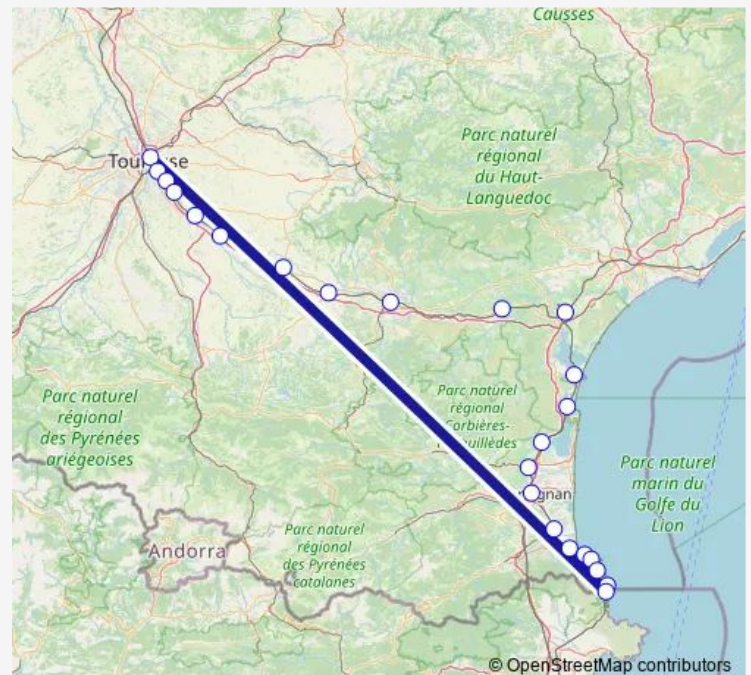 Causses
Parc naturel
régional
du Haut-
Languedoc
Parc naturel
régional
des Pyrénées
ariégeoises
Parc naturel
régional
Parc naturel
marin du
Golfe du
Lion
Andorra
Parc naturel
régional
des Pyrénées
catalanes
© OpenStreetMap contributors